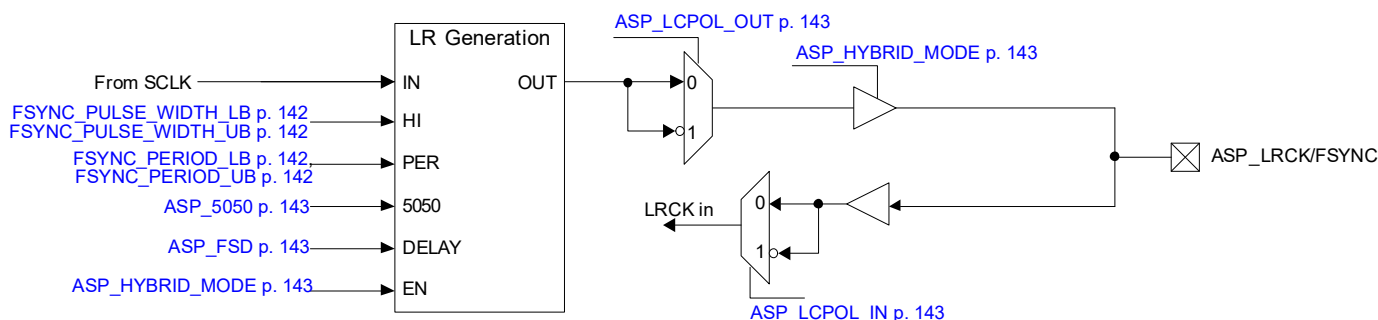 ASP_LCPOL_OUT p. 143
LR Generation
ASP_HYBRID_MODE p. 143
From SCLK
IN
OUT
0
1
FSYNC_PULSE_WIDTH_LB p. 142
FSYNC_PULSE_WIDTH_UB p. 142
HI
FSYNC_PERIOD_LB p. 142,
FSYNC_PERIOD_UB p. 142
PER
ASP_LRCK/FSYNC
ASP_5050 p. 143
5050
LRCK in
0
1
ASP_FSD p. 143
DELAY
ASP_HYBRID_MODE p. 143
EN
ASP_LCPOL_IN p. 143